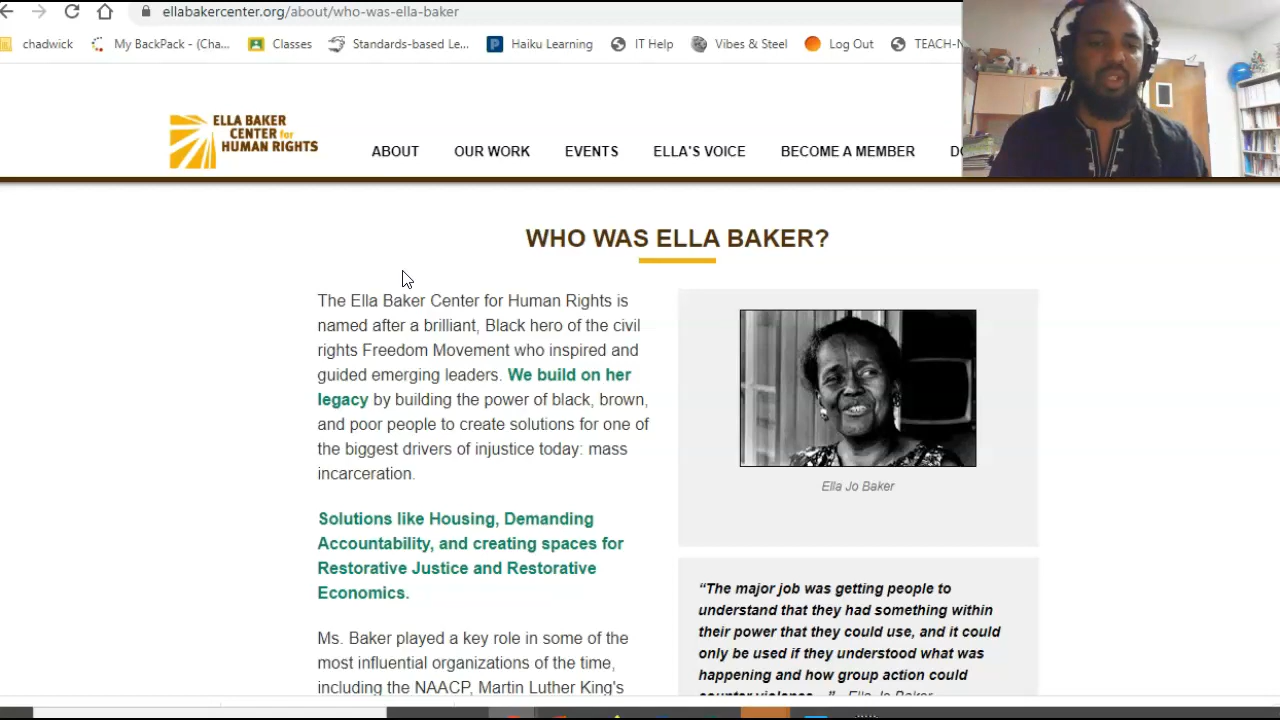 ellabakercenter.org/about/who-was-ella-baker
chadwick
My BackPack - (Cha...
Classes
Standards-based Le...
Haiku Learning
IT Help
Vibes & Steel
Log Out
TEACH-N
ELLA BAKER
CENTER for
HUMAN RIGHTS
ABOUT
OUR WORK
EVENTS
ELLA'S VOICE
BECOME A MEMBER
WHO WAS ELLA BAKER?
The Ella Baker Center for Human Rights is
named after a brilliant, Black hero of the civil
rights Freedom Movement who inspired and
guided emerging leaders. We build on her
legacy by building the power of black, brown,
and poor people to create solutions for one of
the biggest drivers of injustice today: mass
incarceration.
Solutions like Housing, Demanding
Accountability, and creating spaces for
Restorative Justice and Restorative
Economics.
Ms. Baker played a key role in some of the
most influential organizations of the time,
including the NAACP, Martin Luther King's
Ella Jo Baker
“The major job was getting people to
understand that they had something within
their power that they could use, and it could
only be used if they understood what was
happening and how group action could
counter violence...” - Ella Jo Baker